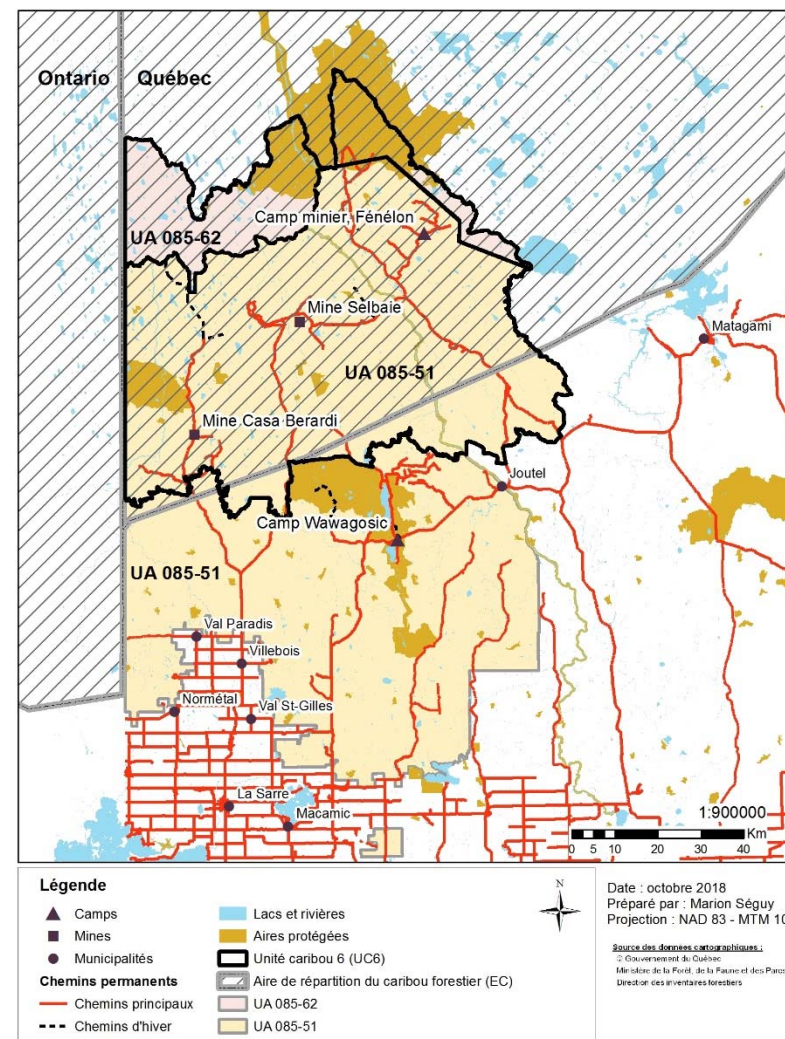 Ontario
Québec
UA 085-62
Camp minier, Fénélon
Mine Selbaie
Matagami
UA 085-51
Mine Casa Berardi
Joutel
Camp Wawagosic
UA 085-51
Val Paradis
Villebois
Normétal
Val St-Gilles
La Sarre
Macamic
1:900000
Km
0 5 10 20 30 40
N
Légende
Camps
Mines
Municipalités
Chemins permanents
Chemins principaux
Chemins d'hiver
Lacs et rivières
Aires protégées
Unité caribou 6 (UC6)
Aire de répartition du caribou forestier (EC)
UA 085-62
UA 085-51
Date : octobre 2018
Préparé par : Marion Séguy
Projection : NAD 83 - MTM 10
Source des données cartographiques :
© Gouvernement du Québec
Ministère de la Forêt, de la Faune et des Parcs
Direction des inventaires forestiers